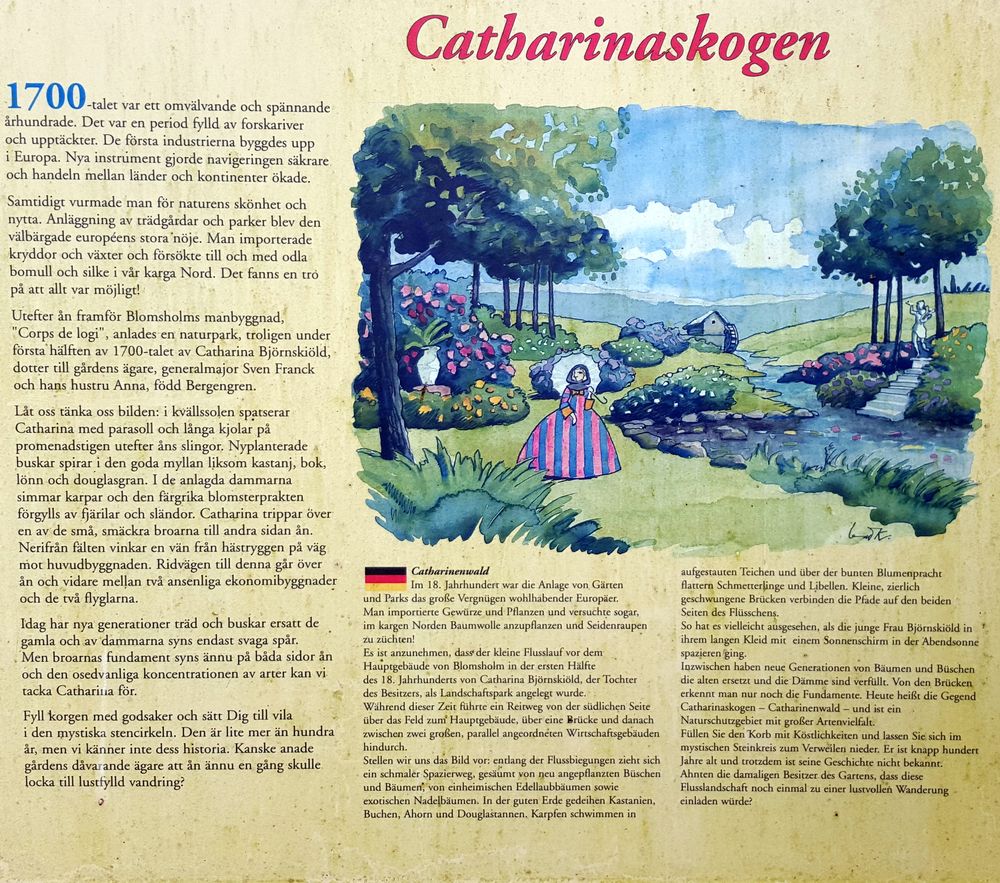 Catharinaskogen
1700-talet var ett omvälvande och spännande
århundrade. Det var en period fylld av forskariver
och upptäckter. De första industrierna byggdes upp
i Europa. Nya instrument gjorde navigeringen säkrare
och handeln mellan länder och kontinenter ökade.
Samtidigt vurmade man för naturens skönhet och
nytta. Anläggning av trädgårdar och parker blev den
välbärgade européens stora nöje. Man importerade
kryddor och växter och försökte till och med odla
bomull och silke i vår karga Nord. Det fanns en tro
på att allt var möjligt!
Utefter ån framför Blomsholms manbyggnad,
"Corps de logi", anlades en naturpark, troligen under
första hälften av 1700-talet av Catharina Björnskiöld,
dotter till gårdens ägare, generalmajor Sven Franck
och hans hustru Anna, född Bergengren.
Låt oss tänka oss bilden: i kvällssolen spatserar
Catharina med parasoll och långa kjolar på
promenadstigen utefter åns slingor. Nyplanterade
buskar spirar i den goda myllan liksom kastanj, bok,
lönn och douglasgran. I de anlagda dammarna
simmar karpar och den färgrika blomsterprakten
förgylls av fjärilar och sländor. Catharina trippar över
en av de små, smäckra broarna till andra sidan ån.
Nerifrån fälten vinkar en vän från hästryggen på väg
mot huvudbyggnaden. Ridvägen till denna går över
ån och vidare mellan två ansenliga ekonomibyggnader
och de två flyglarna.
Idag har nya generationer träd och buskar ersatt de
gamla och av dammarna syns endast svaga spår.
Men broarnas fundament syns ännu på båda sidor ån
och den osedvanliga koncentrationen av arter kan vi
tacka Catharina för.
Fyll korgen med godsaker och sätt Dig till vila
i den mystiska stencirkeln. Den är lite mer än hundra
år, men vi känner inte dess historia. Kanske anade
gårdens dåvarande ägare att ån ännu en gång skulle
locka till lustfylld vandring?
Catharinenwald
Im 18. Jahrhundert war die Anlage von Gärten
und Parks das große Vergnügen wohlhabender Europäer.
Man importierte Gewürze und Pflanzen und versuchte sogar,
im kargen Norden Baumwolle anzupflanzen und Seidenraupen
zu züchten!
Es ist anzunehmen, dass der kleine Flusslauf vor dem
Hauptgebäude von Blomsholm in der ersten Hälfte
des 18. Jahrhunderts von Catharina Björnskiöld, der Tochter
des Besitzers, als Landschaftspark angelegt wurde.
Während dieser Zeit führte ein Reitweg von der südlichen Seite
über das Feld zum Hauptgebäude, über eine Brücke und danach
zwischen zwei großen, parallel angeordneten Wirtschaftsgebäuden
hindurch.
Stellen wir uns das Bild vor: entlang der Flussbiegungen zieht sich
ein schmaler Spazierweg, gesäumt von neu angepflanzten Büschen
und Bäumen, von einheimischen Edellaubbäumen sowie
exotischen Nadelbäumen. In der guten Erde gedeihen Kastanien,
Buchen, Ahorn und Douglastannen. Karpfen schwimmen in
aufgestauten Teichen und über der bunten Blumenpracht
flattern Schmetterlinge und Libellen. Kleine, zierlich
geschwungene Brücken verbinden die Pfade auf den beiden
Seiten des Flüsschens.
So hat es vielleicht ausgesehen, als die junge Frau Björnskiöld in
ihrem langen Kleid mit einem Sonnenschirm in der Abendsonne
spazieren ging.
Inzwischen haben neue Generationen von Bäumen und Büschen
die alten ersetzt und die Dämme sind verfüllt. Von den Brücken
erkennt man nur noch die Fundamente. Heute heißt die Gegend
Catharinaskogen – Catharinenwald – und ist ein
Naturschutzgebiet mit großer Artenvielfalt.
Füllen Sie den Korb mit Köstlichkeiten und lassen Sie sich im
mystischen Steinkreis zum Verweilen nieder. Er ist knapp hundert
Jahre alt und trotzdem ist seine Geschichte nicht bekannt.
Ahnten die damaligen Besitzer des Gartens, dass diese
Flusslandschaft noch einmal zu einer lustvollen Wanderung
einladen würde?